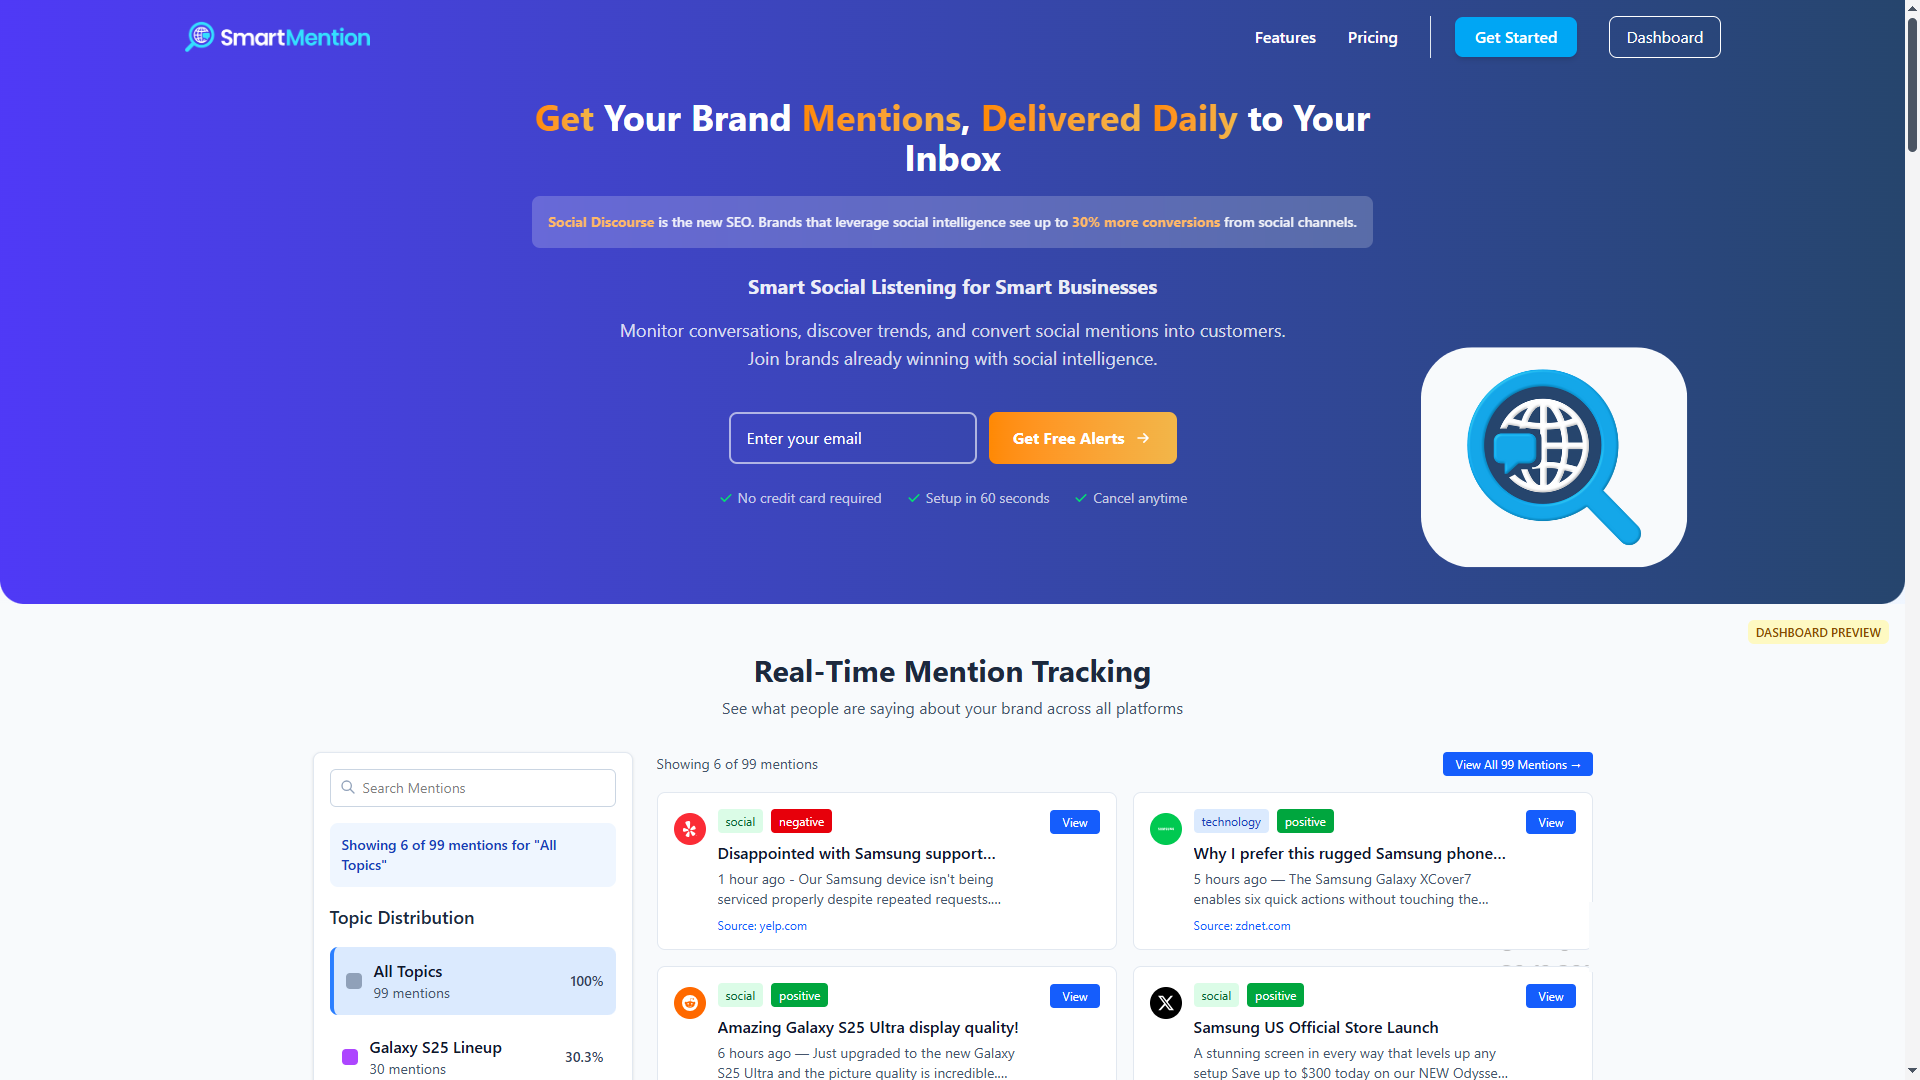 SmartMention
Features
Pricing
Get Started
Dashboard
Get Your Brand Mentions, Delivered Daily to Your
Inbox
Social Discourse is the new SEO. Brands that leverage social intelligence see up to 30% more conversions from social channels.
Smart Social Listening for Smart Businesses
Monitor conversations, discover trends, and convert social mentions into customers.
Join brands already winning with social intelligence.
Enter your email
Get Free Alerts →
No credit card required
Setup in 60 seconds
Cancel anytime
DASHBOARD PREVIEW
Real-Time Mention Tracking
See what people are saying about your brand across all platforms
Search Mentions
Showing 6 of 99 mentions for "All
Topics"
Topic Distribution
All Topics
99 mentions
100%
Galaxy S25 Lineup
30 mentions
30.3%
Showing 6 of 99 mentions
View All 99 Mentions →
social
negative
View
Disappointed with Samsung support...
1 hour ago - Our Samsung device isn't being
serviced properly despite repeated requests....
Source: yelp.com
technology
positive
View
Why I prefer this rugged Samsung phone...
5 hours ago — The Samsung Galaxy XCover7
enables six quick actions without touching the...
Source: zdnet.com
social
positive
View
Amazing Galaxy S25 Ultra display quality!
6 hours ago — Just upgraded to the new Galaxy
S25 Ultra and the picture quality is incredible....
social
positive
View
Samsung US Official Store Launch
A stunning screen in every way that levels up any
setup Save up to $300 today on our NEW Odysse...